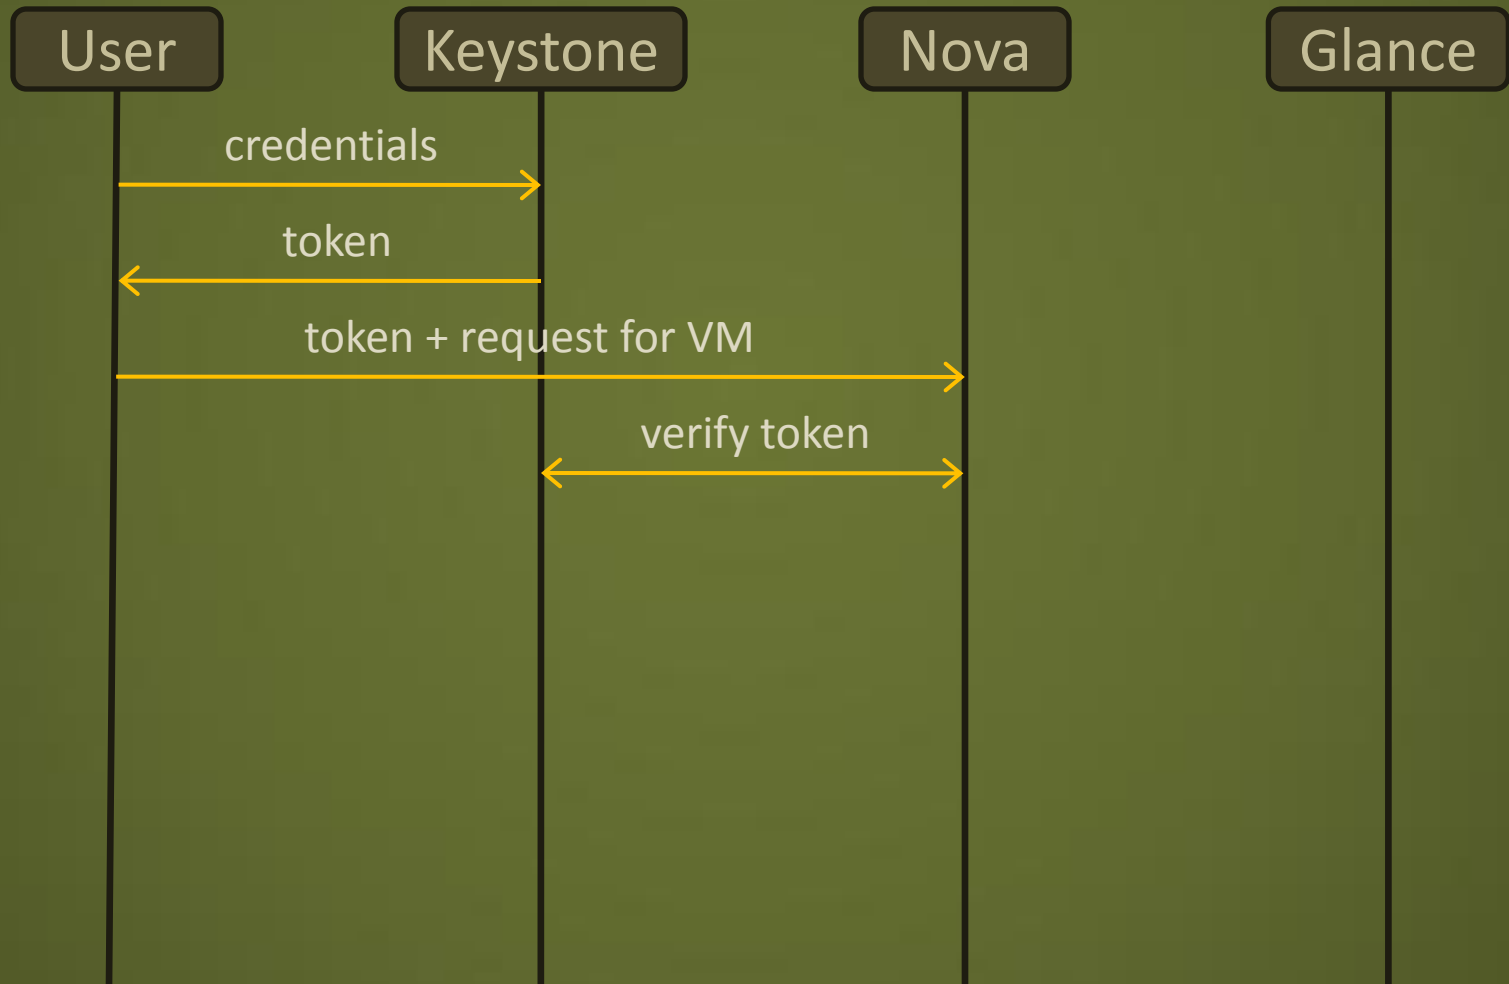 User
Keystone
Nova
Glance
credentials
token
token + request for VM
verify token